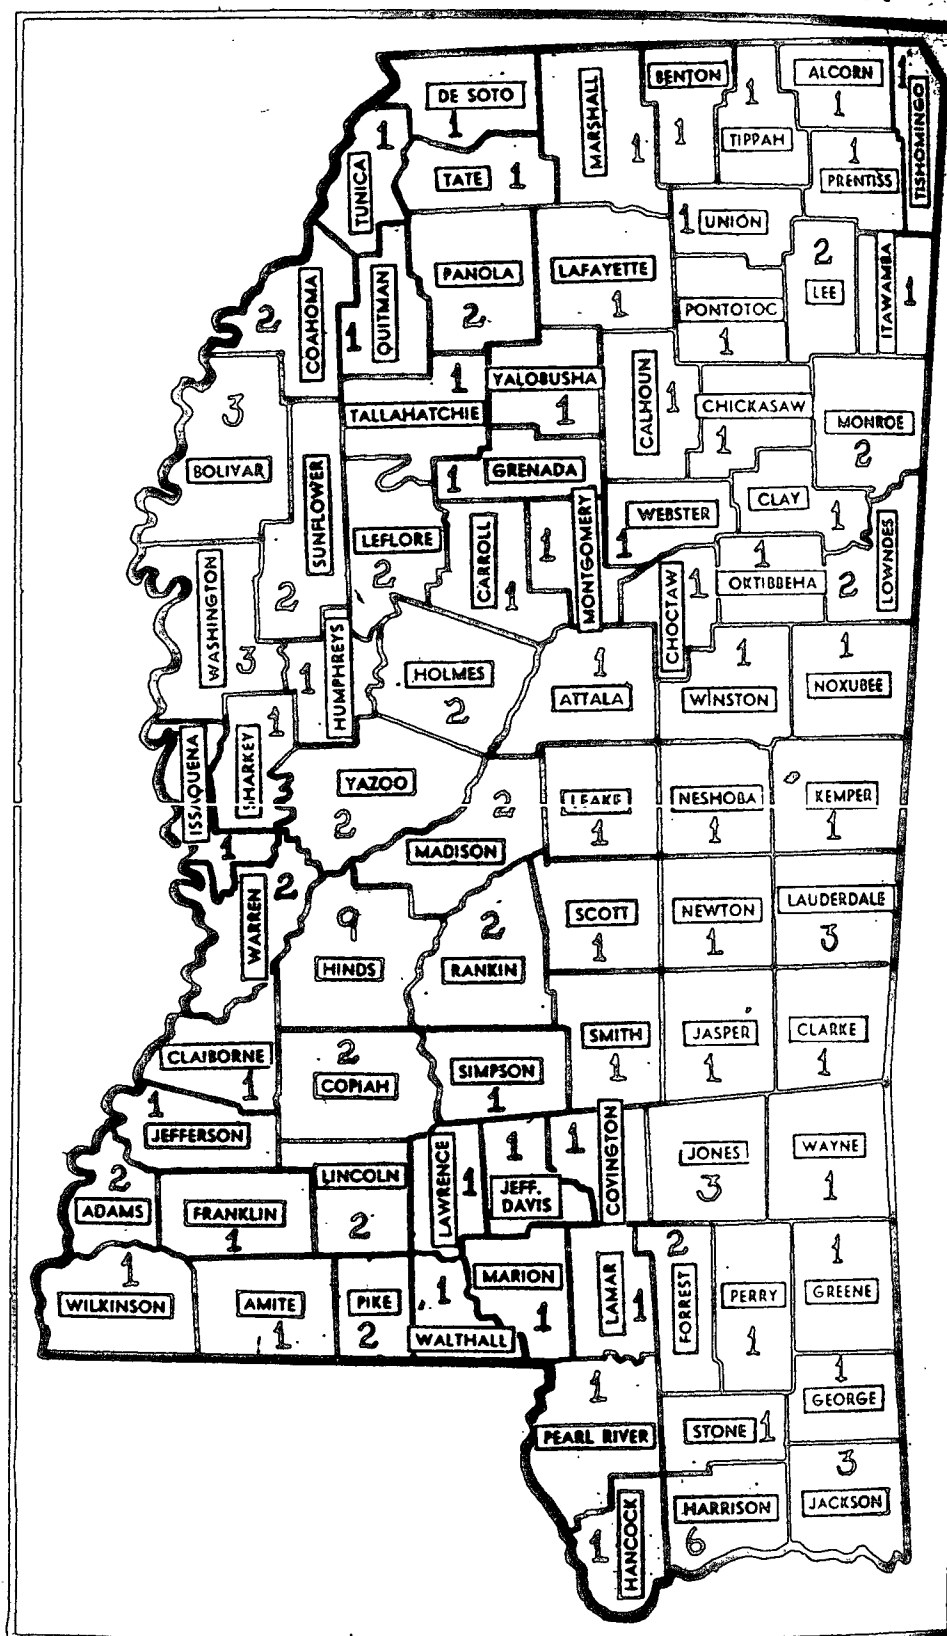 DE SOTO
1
TUNICA
1
TATE
1
MARSHALL
1
BENTON
1
TIPPAH
1
ALCORN
1
PRENTISS
1
TISHOMINGO
1
UNION
1
PANOLA
2
LAFAYETTE
1
PONTOTOC
1
LEE
2
ITAWAMBA
1
COAHOMA
2
QUITMAN
1
TALLAHATCHIE
1
YALOBUSHA
1
CALHOUN
1
CHICKASAW
1
MONROE
2
BOLIVAR
3
SUNFLOWER
2
LEFLORE
2
GRENADA
1
CARROLL
1
MONTGOMERY
1
WEBSTER
1
CLAY
1
LOWNDES
2
CHOCTAW
1
OKTIBBEHA
1
WASHINGTON
3
HUMPHREYS
1
HOLMES
2
ATTALA
1
WINSTON
1
NOXUBEE
1
ISSAQUENA
1
SHARKEY
1
YAZOO
2
MADISON
2
LEAKE
1
NESHOBA
1
KEMPER
1
WARREN
2
HINDS
9
RANKIN
2
SCOTT
1
NEWTON
1
LAUDERDALE
3
CLAIBORNE
1
COPIAH
2
SIMPSON
1
SMITH
1
JASPER
1
CLARKE
1
JEFFERSON
1
ADAMS
2
FRANKLIN
1
LINCOLN
2
LAWRENCE
1
JEFF.
DAVIS
1
COVINGTON
1
JONES
3
WAYNE
1
WILKINSON
1
AMITE
1
PIKE
2
WALTHALL
1
MARION
1
LAMAR
1
FORREST
2
PERRY
1
GREENE
1
PEARL RIVER
1
STONE
1
GEORGE
1
HANCOCK
1
HARRISON
6
JACKSON
3